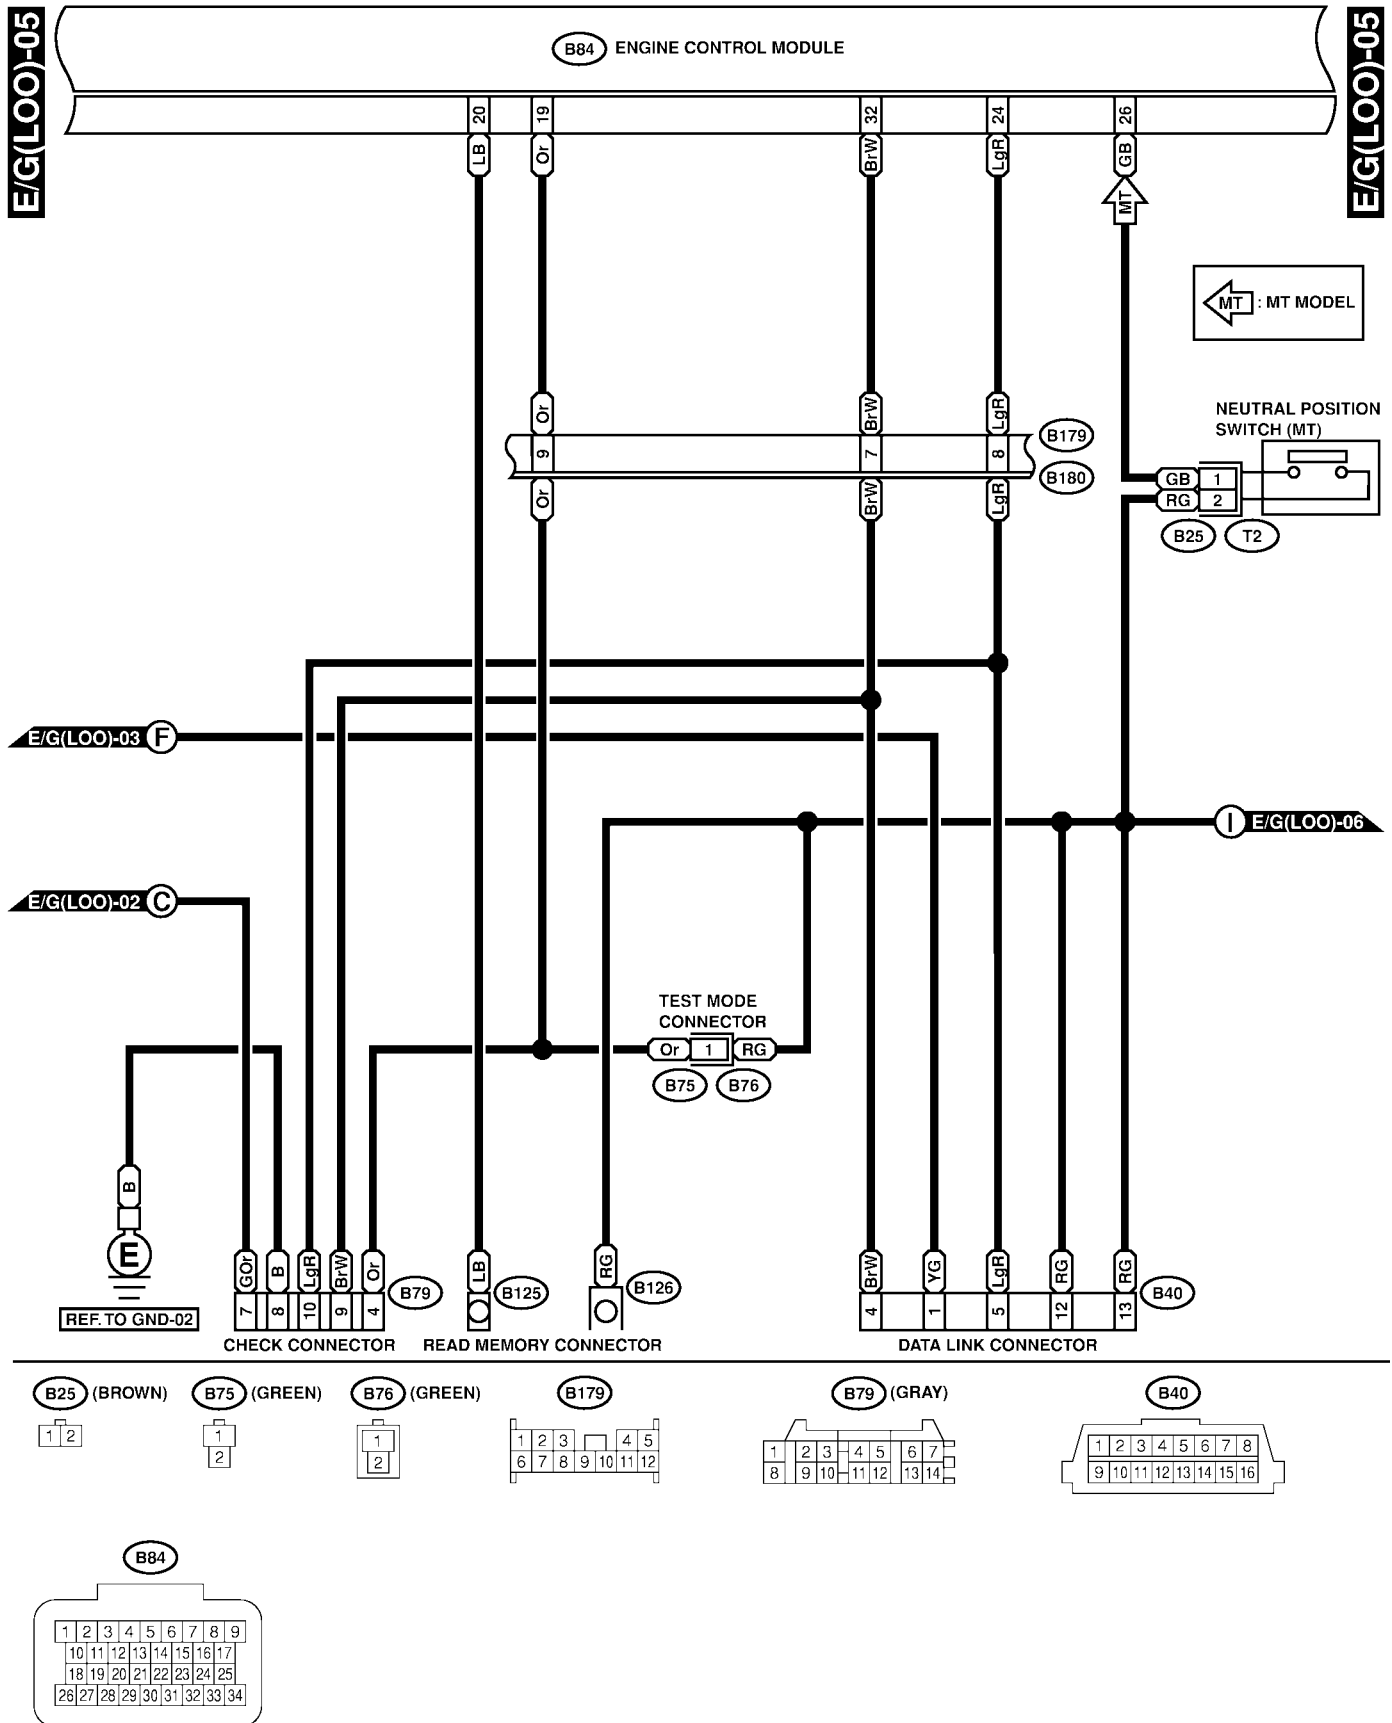 E/G(LOO)-05
E/G(LOO)-05
B84 ENGINE CONTROL MODULE
20 19 32 24 26
LB Or BrW LgR GB
MT
MT : MT MODEL
NEUTRAL POSITION
SWITCH (MT)
Or BrW LgR B179
9 7 8
B180
Or BrW LgR
GB 1
RG 2
B25 T2
E/G(LOO)-03 F
I E/G(LOO)-06
E/G(LOO)-02 C
TEST MODE
CONNECTOR
Or 1 RG
B75 B76
B
E
REF. TO GND-02
GOr B LgR BrW Or B79
7 8 10 9 4
CHECK CONNECTOR
LB B125
RG B126
READ MEMORY CONNECTOR
BrW YG LgR RG RG B40
4 1 5 12 13
DATA LINK CONNECTOR
B25 (BROWN)
1 2
B75 (GREEN)
1
2
B76 (GREEN)
1
2
B179
1 2 3 4 5
6 7 8 9 10 11 12
B79 (GRAY)
1 2 3 4 5 6 7
8 9 10 11 12 13 14
B40
1 2 3 4 5 6 7 8
9 10 11 12 13 14 15 16
B84
1 2 3 4 5 6 7 8 9
10 11 12 13 14 15 16 17
18 19 20 21 22 23 24 25
26 27 28 29 30 31 32 33 34